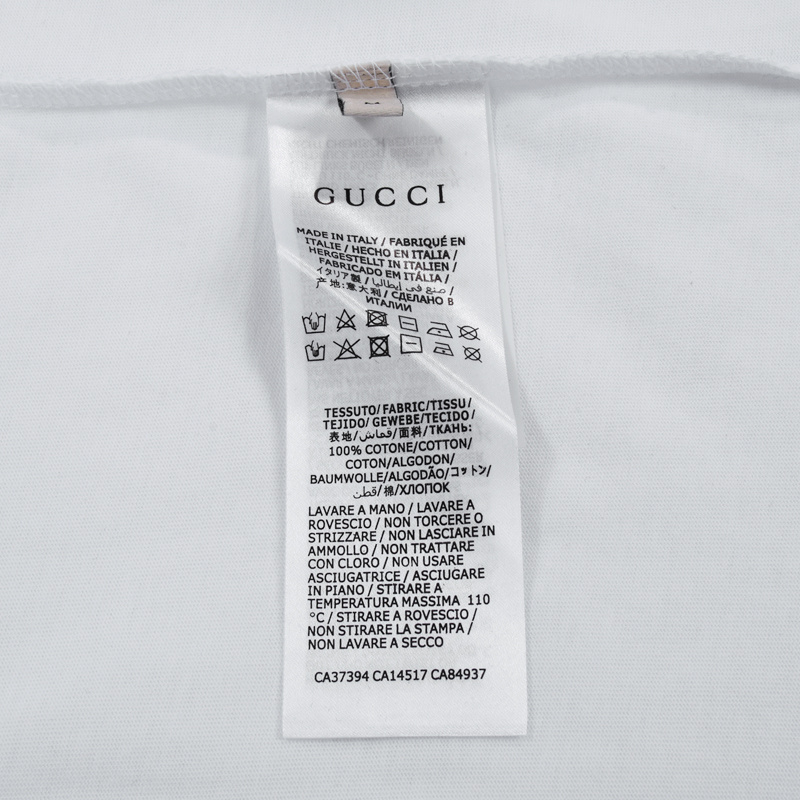 GUCCI
MADE IN ITALY / FABRIQUÉ EN
ITALIE / HECHO EN ITALIA /
HERGESTELLT IN ITALIEN /
FABRICADO EM ITÁLIA /
イタリア製 / صنع في إيطاليا /
产地:意大利 / СДЕЛАНО В
ИТАЛИИ
TESSUTO/FABRIC/TISSU/
TEJIDO/ GEWEBE/TECIDO/
表地/قماش/面料/ТКАНЬ:
100% COTONE/COTTON/
COTON/ALGODON/
BAUMWOLLE/ALGODÃO/コットン/
قطن/棉/ХЛОПОК
LAVARE A MANO / LAVARE A
ROVESCIO / NON TORCERE O
STRIZZARE / NON LASCIARE IN
AMMOLLO / NON TRATTARE
CON CLORO / NON USARE
ASCIUGATRICE / ASCIUGARE
IN PIANO / STIRARE A
TEMPERATURA MASSIMA 110
°C / STIRARE A ROVESCIO /
NON STIRARE LA STAMPA /
NON LAVARE A SECCO
CA37394 CA14517 CA84937